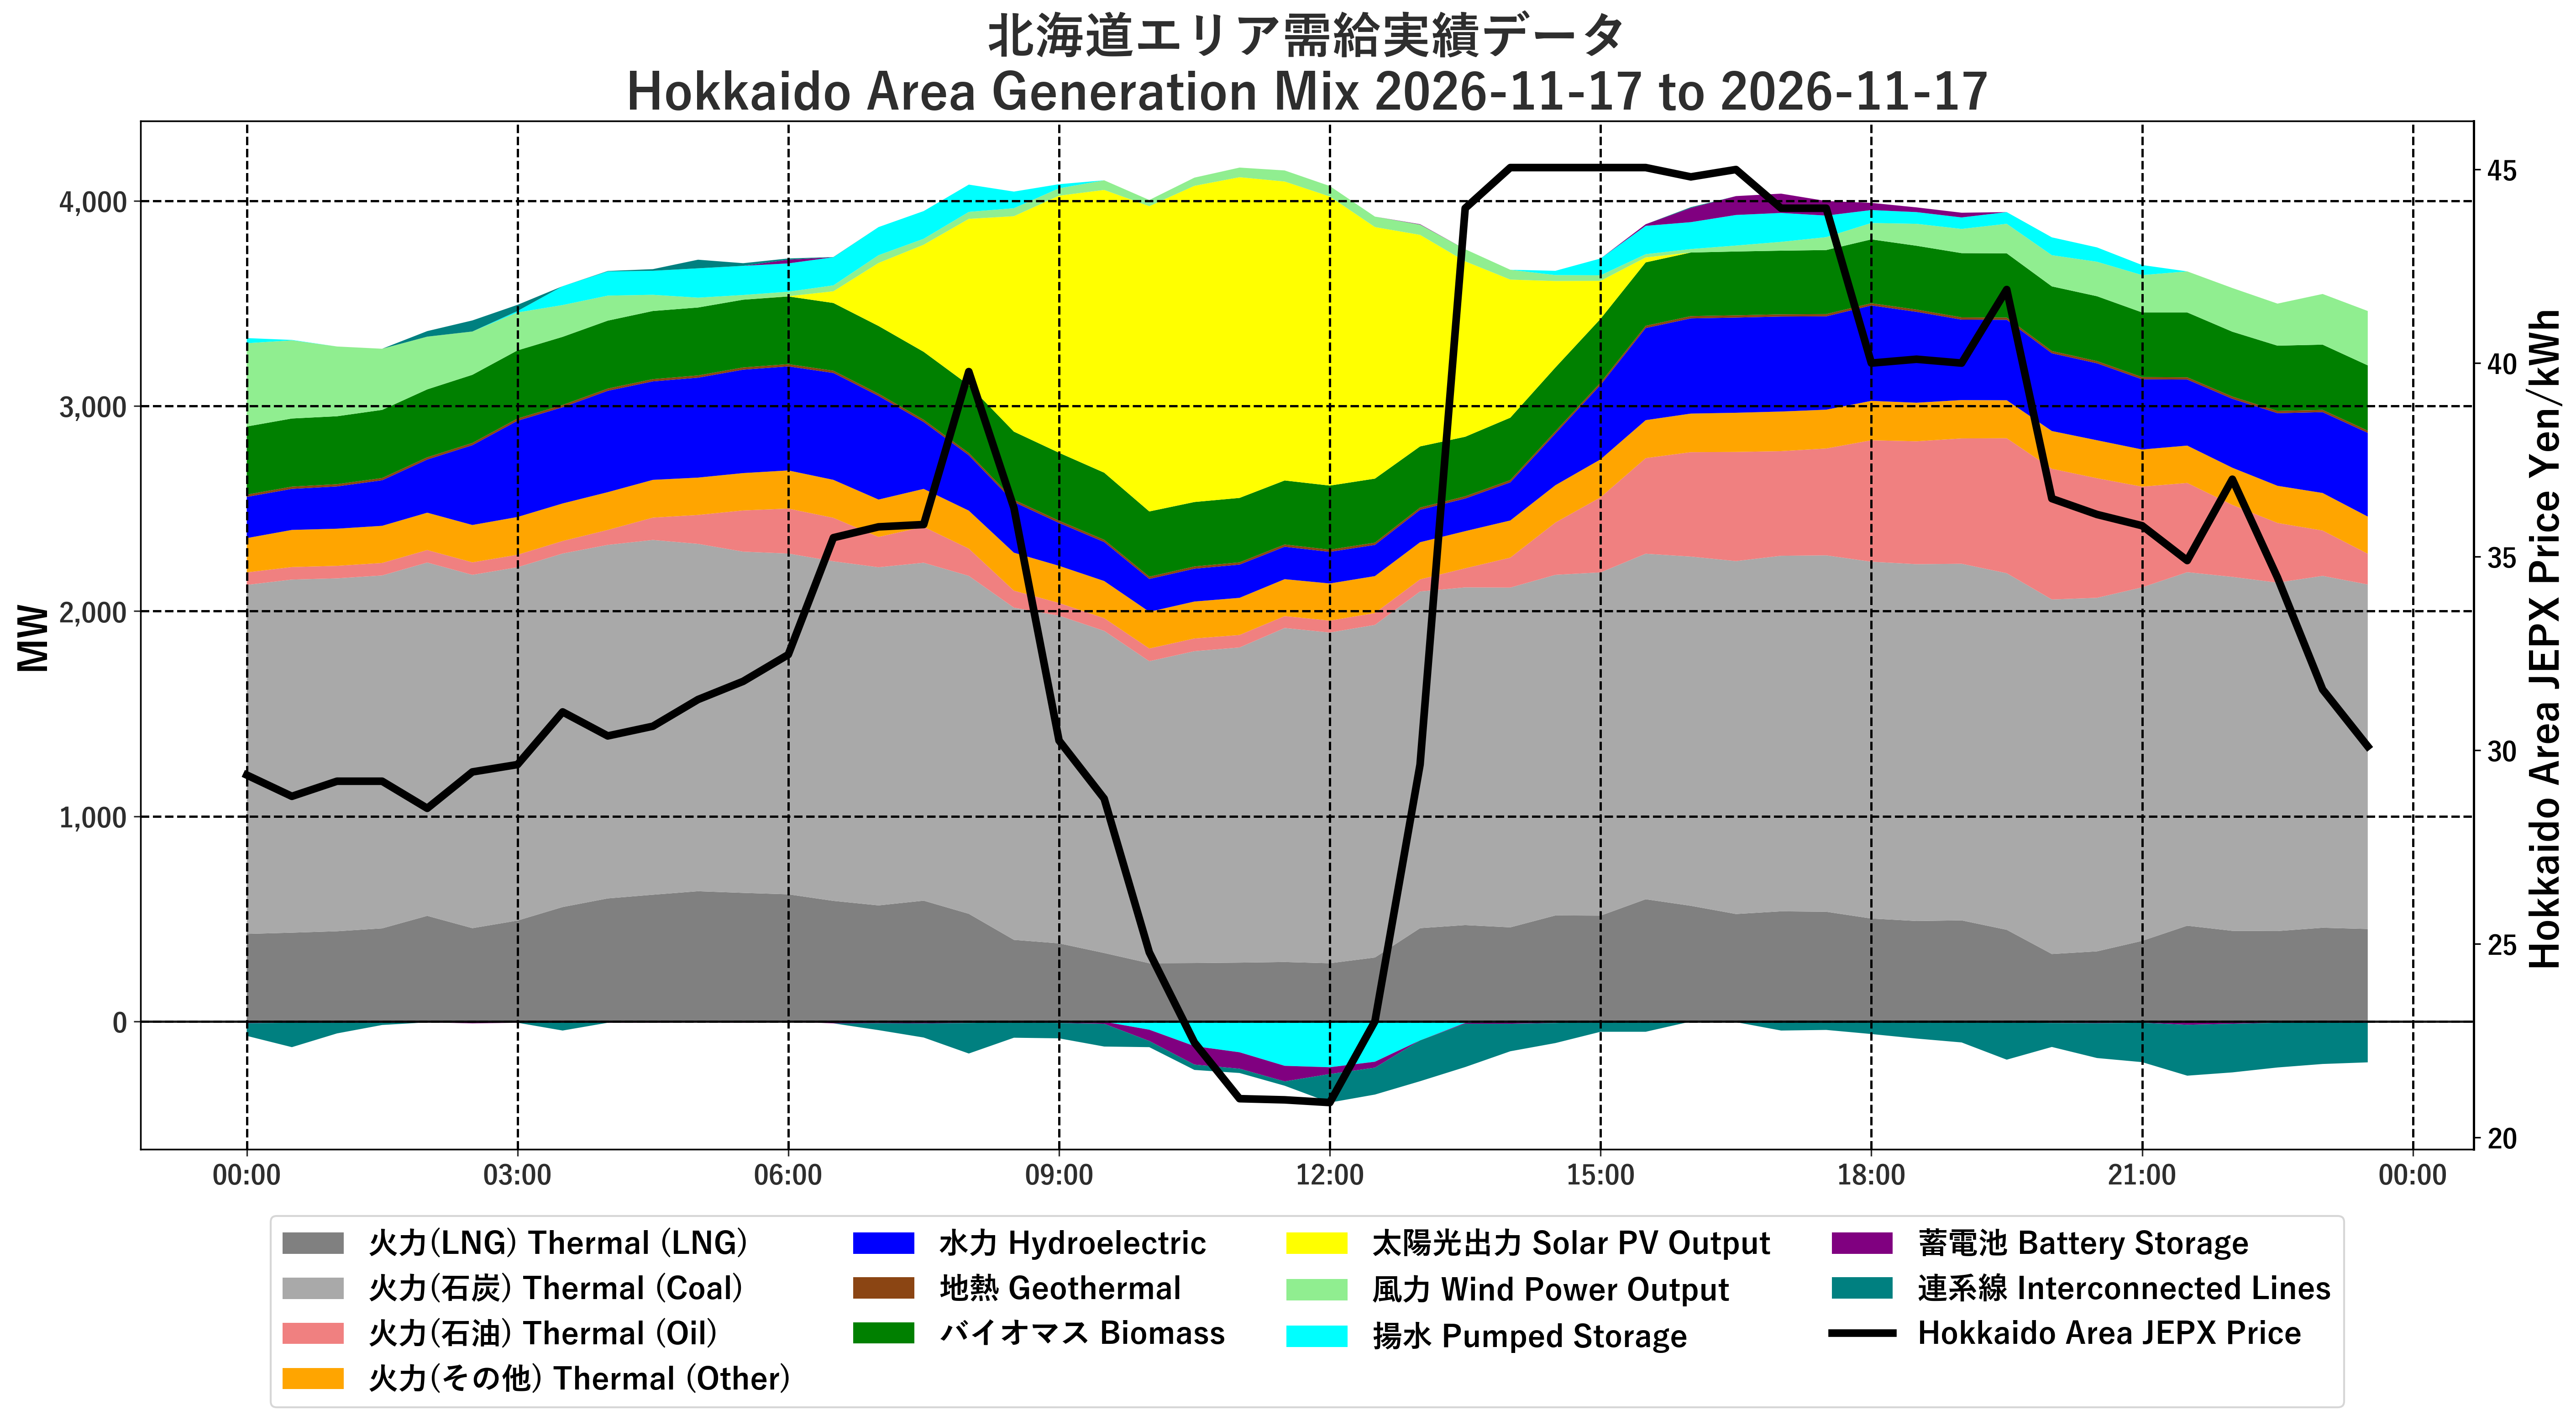 北海道エリア需給実績データ
Hokkaido Area Generation Mix 2026-11-17 to 2026-11-17
MW
4,000
3,000
2,000
1,000
0
45
40
35
30
25
20
Hokkaido Area JEPX Price Yen/kWh
00:00 03:00 06:00 09:00 12:00 15:00 18:00 21:00 00:00
火力(LNG) Thermal (LNG)
火力(石炭) Thermal (Coal)
火力(石油) Thermal (Oil)
火力(その他) Thermal (Other)
水力 Hydroelectric
地熱 Geothermal
バイオマス Biomass
太陽光出力 Solar PV Output
風力 Wind Power Output
揚水 Pumped Storage
蓄電池 Battery Storage
連系線 Interconnected Lines
Hokkaido Area JEPX Price